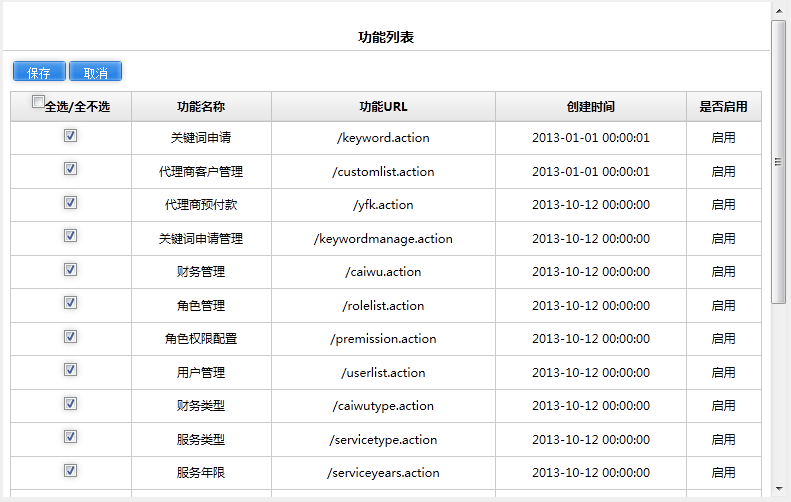 功能列表
保存 取消
全选/全不选 功能名称 功能URL 创建时间 是否启用
关键词申请 /keyword.action 2013-01-01 00:00:01 启用
代理商客户管理 /customlist.action 2013-01-01 00:00:01 启用
代理商预付款 /yfk.action 2013-10-12 00:00:00 启用
关键词申请管理 /keywordmanage.action 2013-10-12 00:00:00 启用
财务管理 /caiwu.action 2013-10-12 00:00:00 启用
角色管理 /rolelist.action 2013-10-12 00:00:00 启用
角色权限配置 /premission.action 2013-10-12 00:00:00 启用
用户管理 /userlist.action 2013-10-12 00:00:00 启用
财务类型 /caiwutype.action 2013-10-12 00:00:00 启用
服务类型 /servicetype.action 2013-10-12 00:00:00 启用
服务年限 /serviceyears.action 2013-10-12 00:00:00 启用